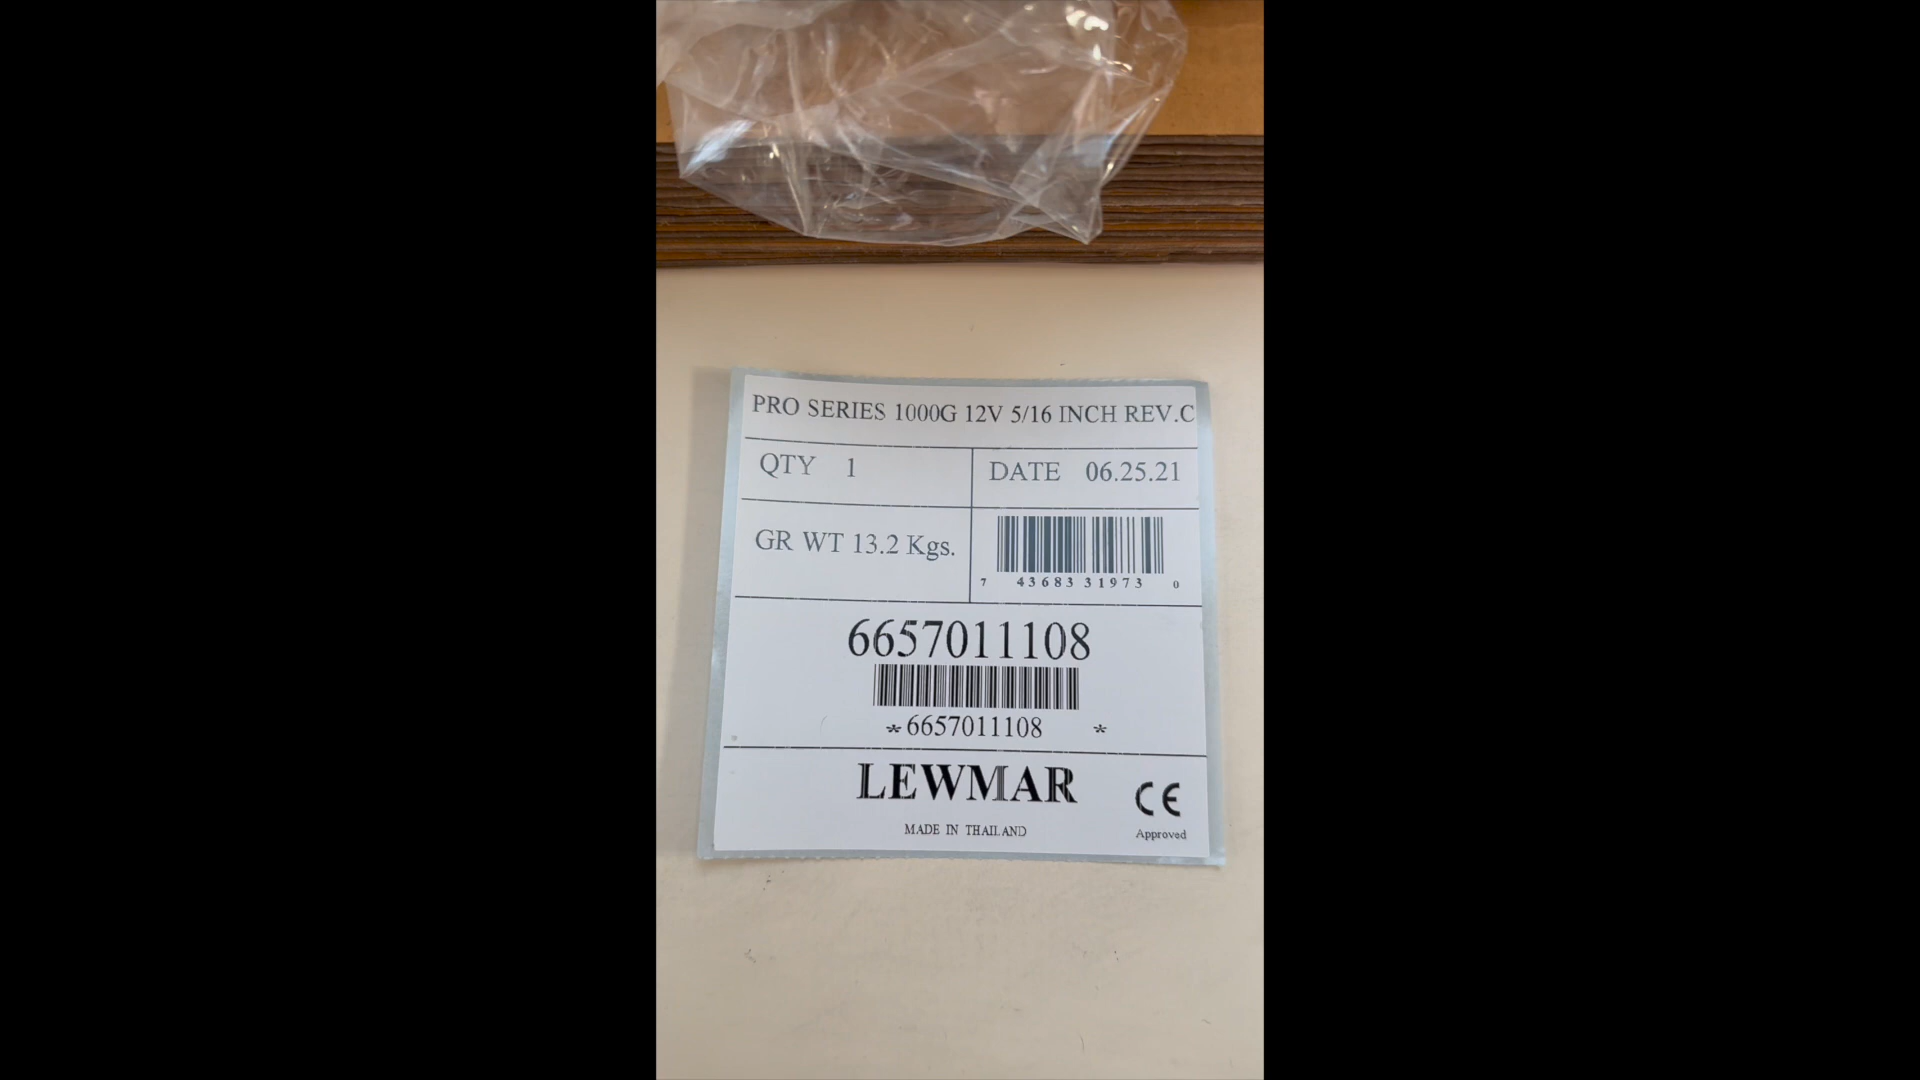 PRO SERIES 1000G 12V 5/16 INCH REV.C
QTY 1
DATE 06.25.21
GR WT 13.2 Kgs.
7 43683 31973 0
6657011108
*6657011108 *
LEWMAR
MADE IN THAILAND
CE
Approved